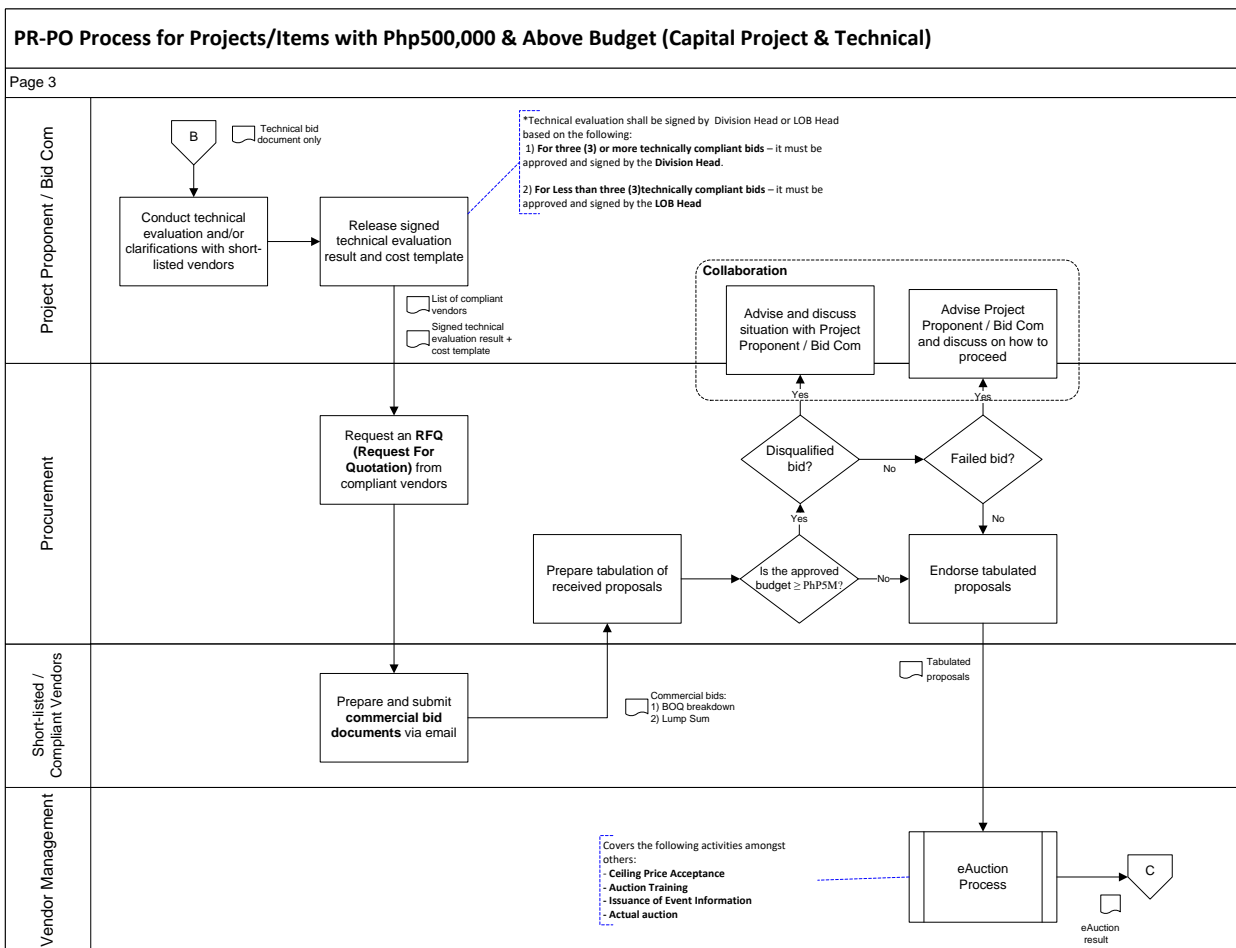 PR-PO Process for Projects/Items with Php500,000 & Above Budget (Capital Project & Technical)
Page 3
Project Proponent / Bid Com
B
Technical bid
document only
*Technical evaluation shall be signed by Division Head or LOB Head
based on the following:
1) For three (3) or more technically compliant bids – it must be
approved and signed by the Division Head.
2) For Less than three (3)technically compliant bids – it must be
approved and signed by the LOB Head
Conduct technical
evaluation and/or
clarifications with short-
listed vendors
Release signed
technical evaluation
result and cost template
List of compliant
vendors
Signed technical
evaluation result +
cost template
Collaboration
Advise and discuss
situation with Project
Proponent / Bid Com
Advise Project
Proponent / Bid Com
and discuss on how to
proceed
Procurement
Yes
Yes
Request an RFQ
(Request For
Quotation) from
compliant vendors
Disqualified
bid?
No
Failed bid?
Yes
No
Prepare tabulation of
received proposals
Is the approved
budget ≥ PhP5M?
No
Endorse tabulated
proposals
Short-listed /
Compliant Vendors
Prepare and submit
commercial bid
documents via email
Commercial bids:
1) BOQ breakdown
2) Lump Sum
Tabulated
proposals
Vendor Management
Covers the following activities amongst
others:
- Ceiling Price Acceptance
- Auction Training
- Issuance of Event Information
- Actual auction
eAuction
Process
C
eAuction
result